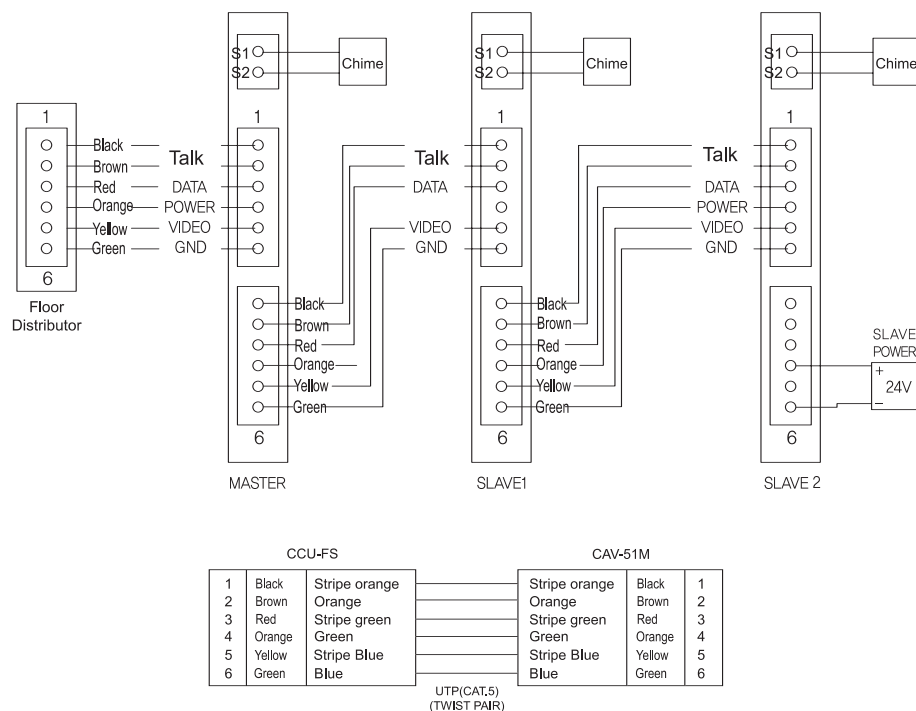 S1
S2
Chime
S1
S2
Chime
S1
S2
Chime
1
1
1
1
Black
Talk
Talk
Talk
Brown
Red
DATA
DATA
DATA
Orange
POWER
POWER
Yellow
VIDEO
VIDEO
VIDEO
Green
GND
GND
GND
6
Floor
Distributor
Black
Brown
Red
Orange
Yellow
Green
6
Black
Brown
Red
Orange
Yellow
Green
6
6
SLAVE
POWER
+
24V
−
MASTER
SLAVE1
SLAVE 2
CCU-FS
CAV-51M
1 Black Stripe orange Stripe orange Black 1
2 Brown Orange Orange Brown 2
3 Red Stripe green Stripe green Red 3
4 Orange Green Green Orange 4
5 Yellow Stripe Blue Stripe Blue Yellow 5
6 Green Blue Blue Green 6
UTP(CAT.5)
(TWIST PAIR)